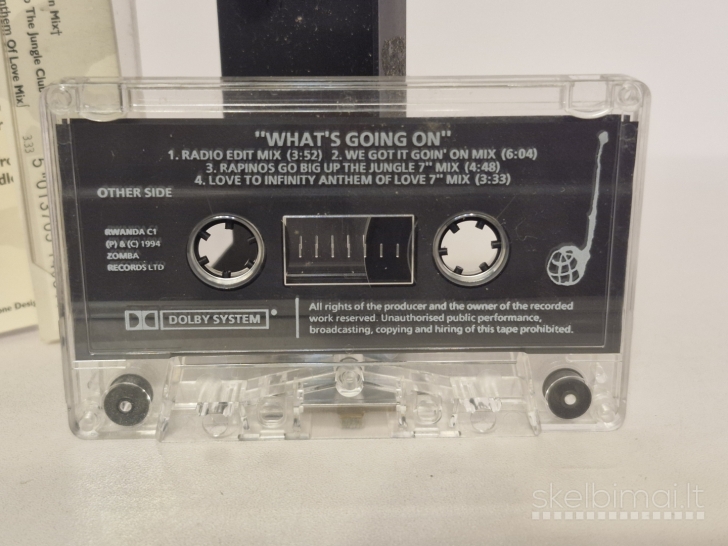 "WHAT'S GOING ON"
1. RADIO EDIT MIX (3:52) 2. WE GOT IT GOIN' ON MIX (6:04)
3. RAPINOS GO BIG UP THE JUNGLE 7" MIX (4:48)
4. LOVE TO INFINITY ANTHEM OF LOVE 7" MIX (3:33)
OTHER SIDE
RWANDA C1
(P) & (C) 1994
ZOMBA
RECORDS LTD
DOLBY SYSTEM
All rights of the producer and the owner of the recorded
work reserved. Unauthorised public performance,
broadcasting, copying and hiring of this tape prohibited.
Mix†
The Jungle Club
Of Love Mix
3.33
skelbimai.lt